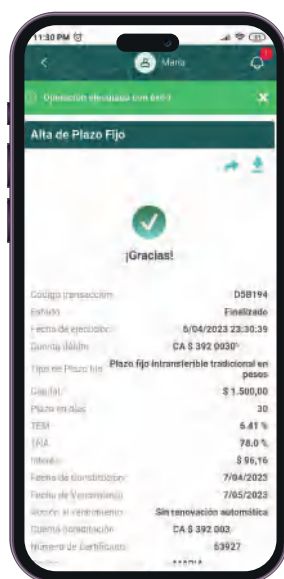 11:30 PM
Maria
Operación efectuada con éxito
Alta de Plazo Fijo
¡Gracias!
Código transacción D5B194
Estado Finalizado
Fecha de ejecución 6/04/2023 23:30:39
Cuenta débito CA $ 392 0030
Tipo de Plazo fijo Plazo fijo intransferible tradicional en
pesos
Capital $ 1.500,00
Plazo en días 30
TEM 6.41 %
TNA 78.0 %
Interés $ 96,16
Fecha de Constitución 7/04/2023
Fecha de Vencimiento 7/05/2023
Acción al vencimiento Sin renovación automática
Cuenta acreditación CA $ 392 003
Número de Certificado 53927